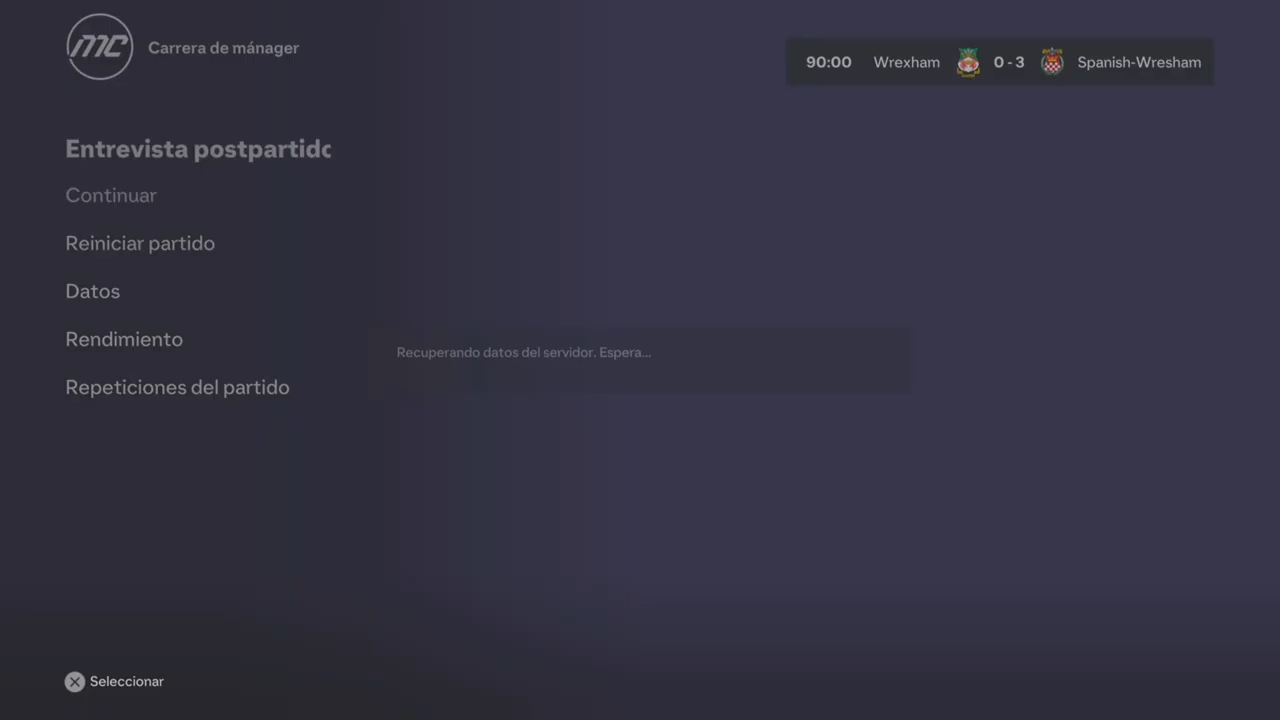 MC Carrera de mánager
90:00 Wrexham 0 - 3 Spanish-Wresham
Entrevista postpartido
Continuar
Reiniciar partido
Datos
Rendimiento
Repeticiones del partido
Recuperando datos del servidor. Espera...
Seleccionar